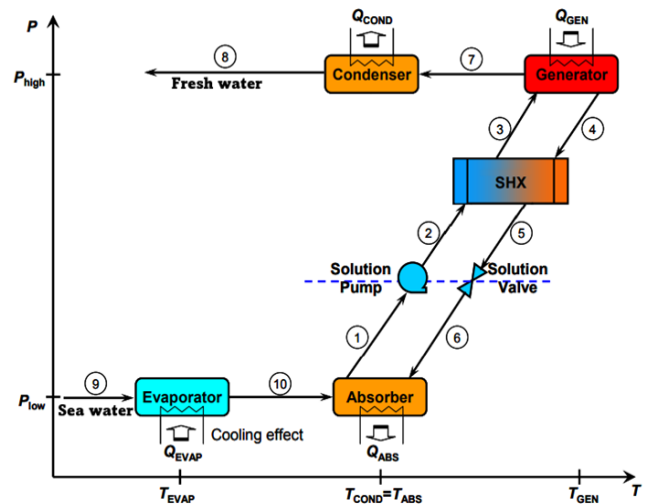 P
Q_COND
Q_GEN
8
7
P_high
Condenser
Generator
Fresh water
3
4
SHX
2
5
Solution Pump
Solution Valve
1
6
9
10
P_low
Evaporator
Absorber
Sea water
Cooling effect
Q_EVAP
Q_ABS
T_EVAP
T_COND=T_ABS
T_GEN
T